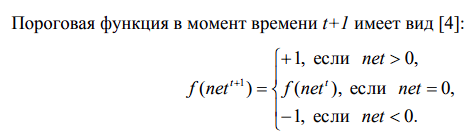 Пороговая функция в момент времени t+1 имеет вид [4]:
+1, если net > 0,
f(net^{t+1}) = { f(net^t), если net = 0,
−1, если net < 0.